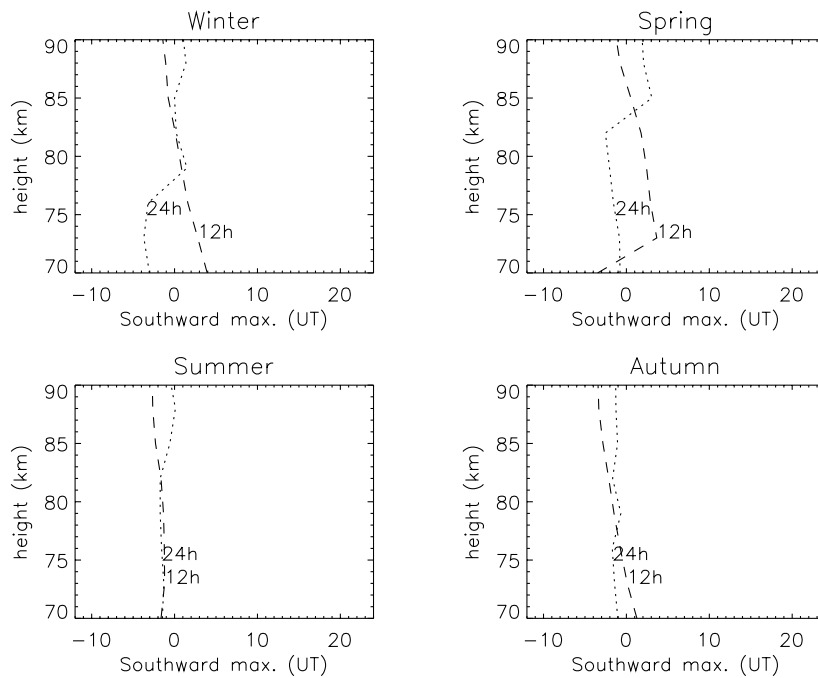 Winter
90
85
80
75
70
height (km)
24h
12h
−10 0 10 20
Southward max. (UT)
Spring
90
85
80
75
70
height (km)
24h
12h
−10 0 10 20
Southward max. (UT)
Summer
90
85
80
75
70
height (km)
24h
12h
−10 0 10 20
Southward max. (UT)
Autumn
90
85
80
75
70
height (km)
24h
12h
−10 0 10 20
Southward max. (UT)